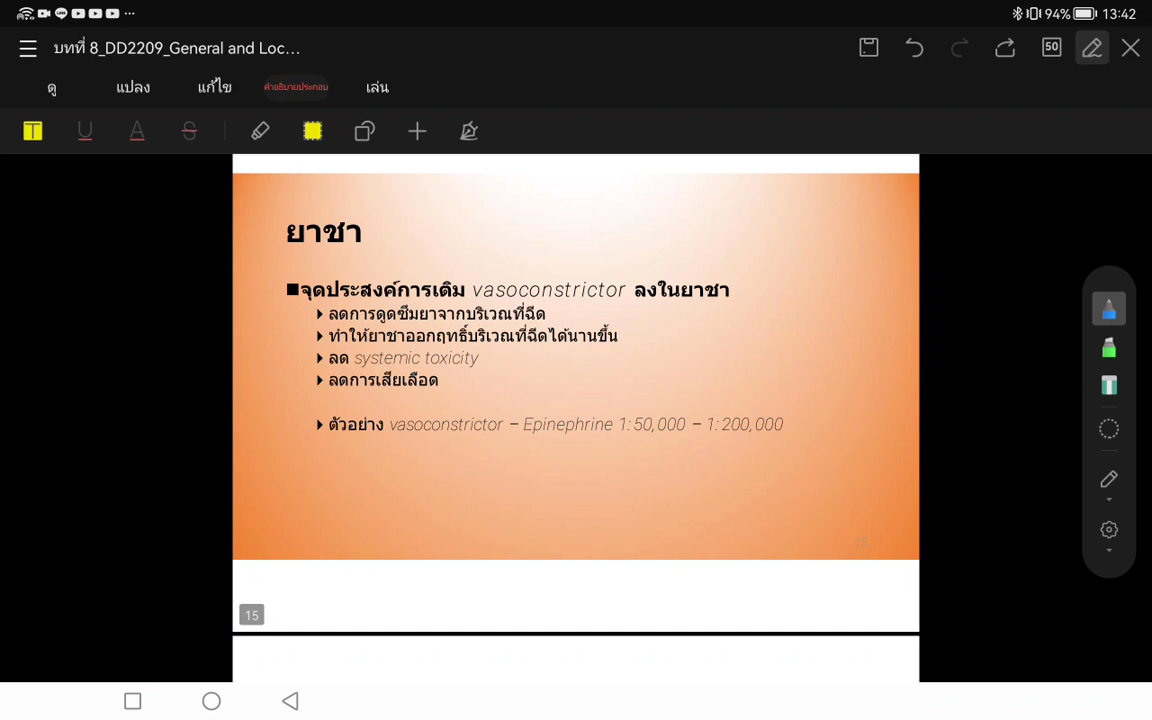 94% 13:42
บทที่ 8_DD2209_General and Loc...
50
ดู แปลง แก้ไข คำอธิบายประกอบ เล่น
T U A S
ยาชา
จุดประสงค์การเติม vasoconstrictor ลงในยาชา
ลดการดูดซึมยาจากบริเวณที่ฉีด
ทำให้ยาชาออกฤทธิ์บริเวณที่ฉีดได้นานขึ้น
ลด systemic toxicity
ลดการเสียเลือด
ตัวอย่าง vasoconstrictor – Epinephrine 1:50,000 – 1:200,000
15
15